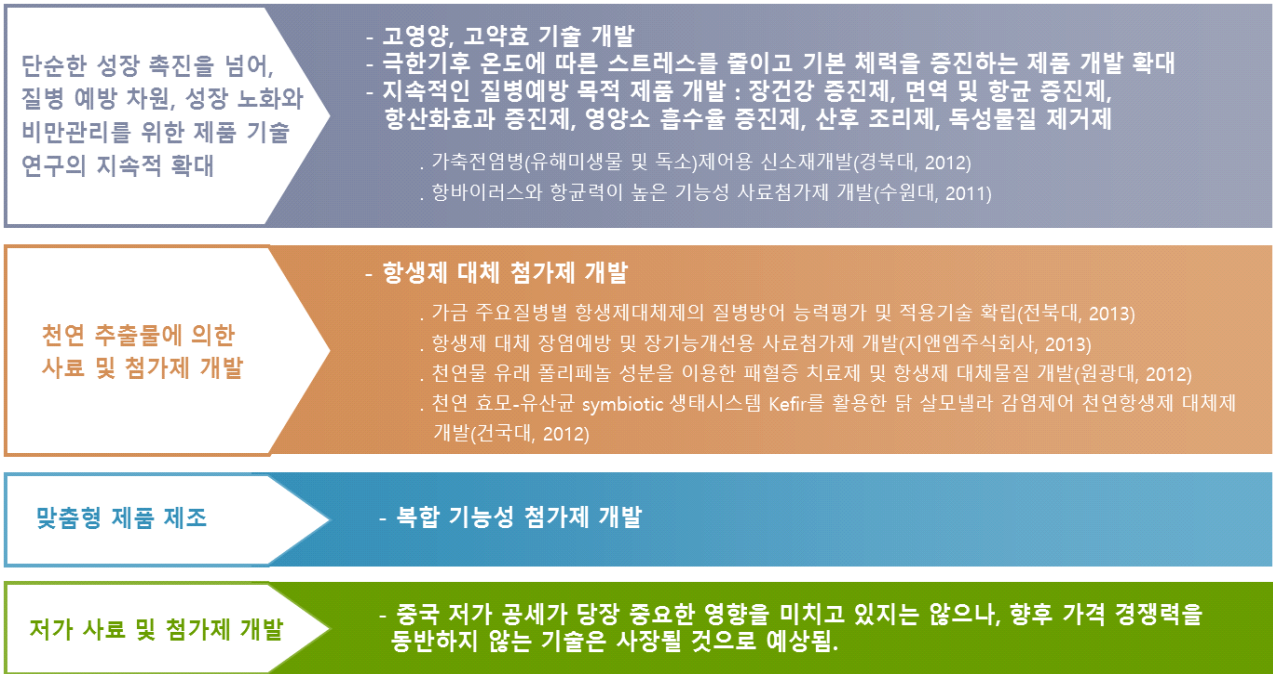 단순한 성장 촉진을 넘어,
질병 예방 차원, 성장 노화와
비만관리를 위한 제품 기술
연구의 지속적 확대
- 고영양, 고약효 기술 개발
- 극한기후 온도에 따른 스트레스를 줄이고 기본 체력을 증진하는 제품 개발 확대
- 지속적인 질병예방 목적 제품 개발 : 장건강 증진제, 면역 및 항균 증진제,
항산화효과 증진제, 영양소 흡수율 증진제, 산후 조리제, 독성물질 제거제
. 가축전염병(유해미생물 및 독소)제어용 신소재개발(경북대, 2012)
. 항바이러스와 항균력이 높은 기능성 사료첨가제 개발(수원대, 2011)
천연 추출물에 의한
사료 및 첨가제 개발
- 항생제 대체 첨가제 개발
. 가금 주요질병별 항생제대체제의 질병방어 능력평가 및 적용기술 확립(전북대, 2013)
. 항생제 대체 장염예방 및 장기능개선용 사료첨가제 개발(지앤엠주식회사, 2013)
. 천연물 유래 폴리페놀 성분을 이용한 패혈증 치료제 및 항생제 대체물질 개발(원광대, 2012)
. 천연 효모-유산균 symbiotic 생태시스템 Kefir를 활용한 닭 살모넬라 감염제어 천연항생제 대체제
개발(건국대, 2012)
맞춤형 제품 제조
- 복합 기능성 첨가제 개발
저가 사료 및 첨가제 개발
- 중국 저가 공세가 당장 중요한 영향을 미치고 있지는 않으나, 향후 가격 경쟁력을
동반하지 않는 기술은 사장될 것으로 예상됨.